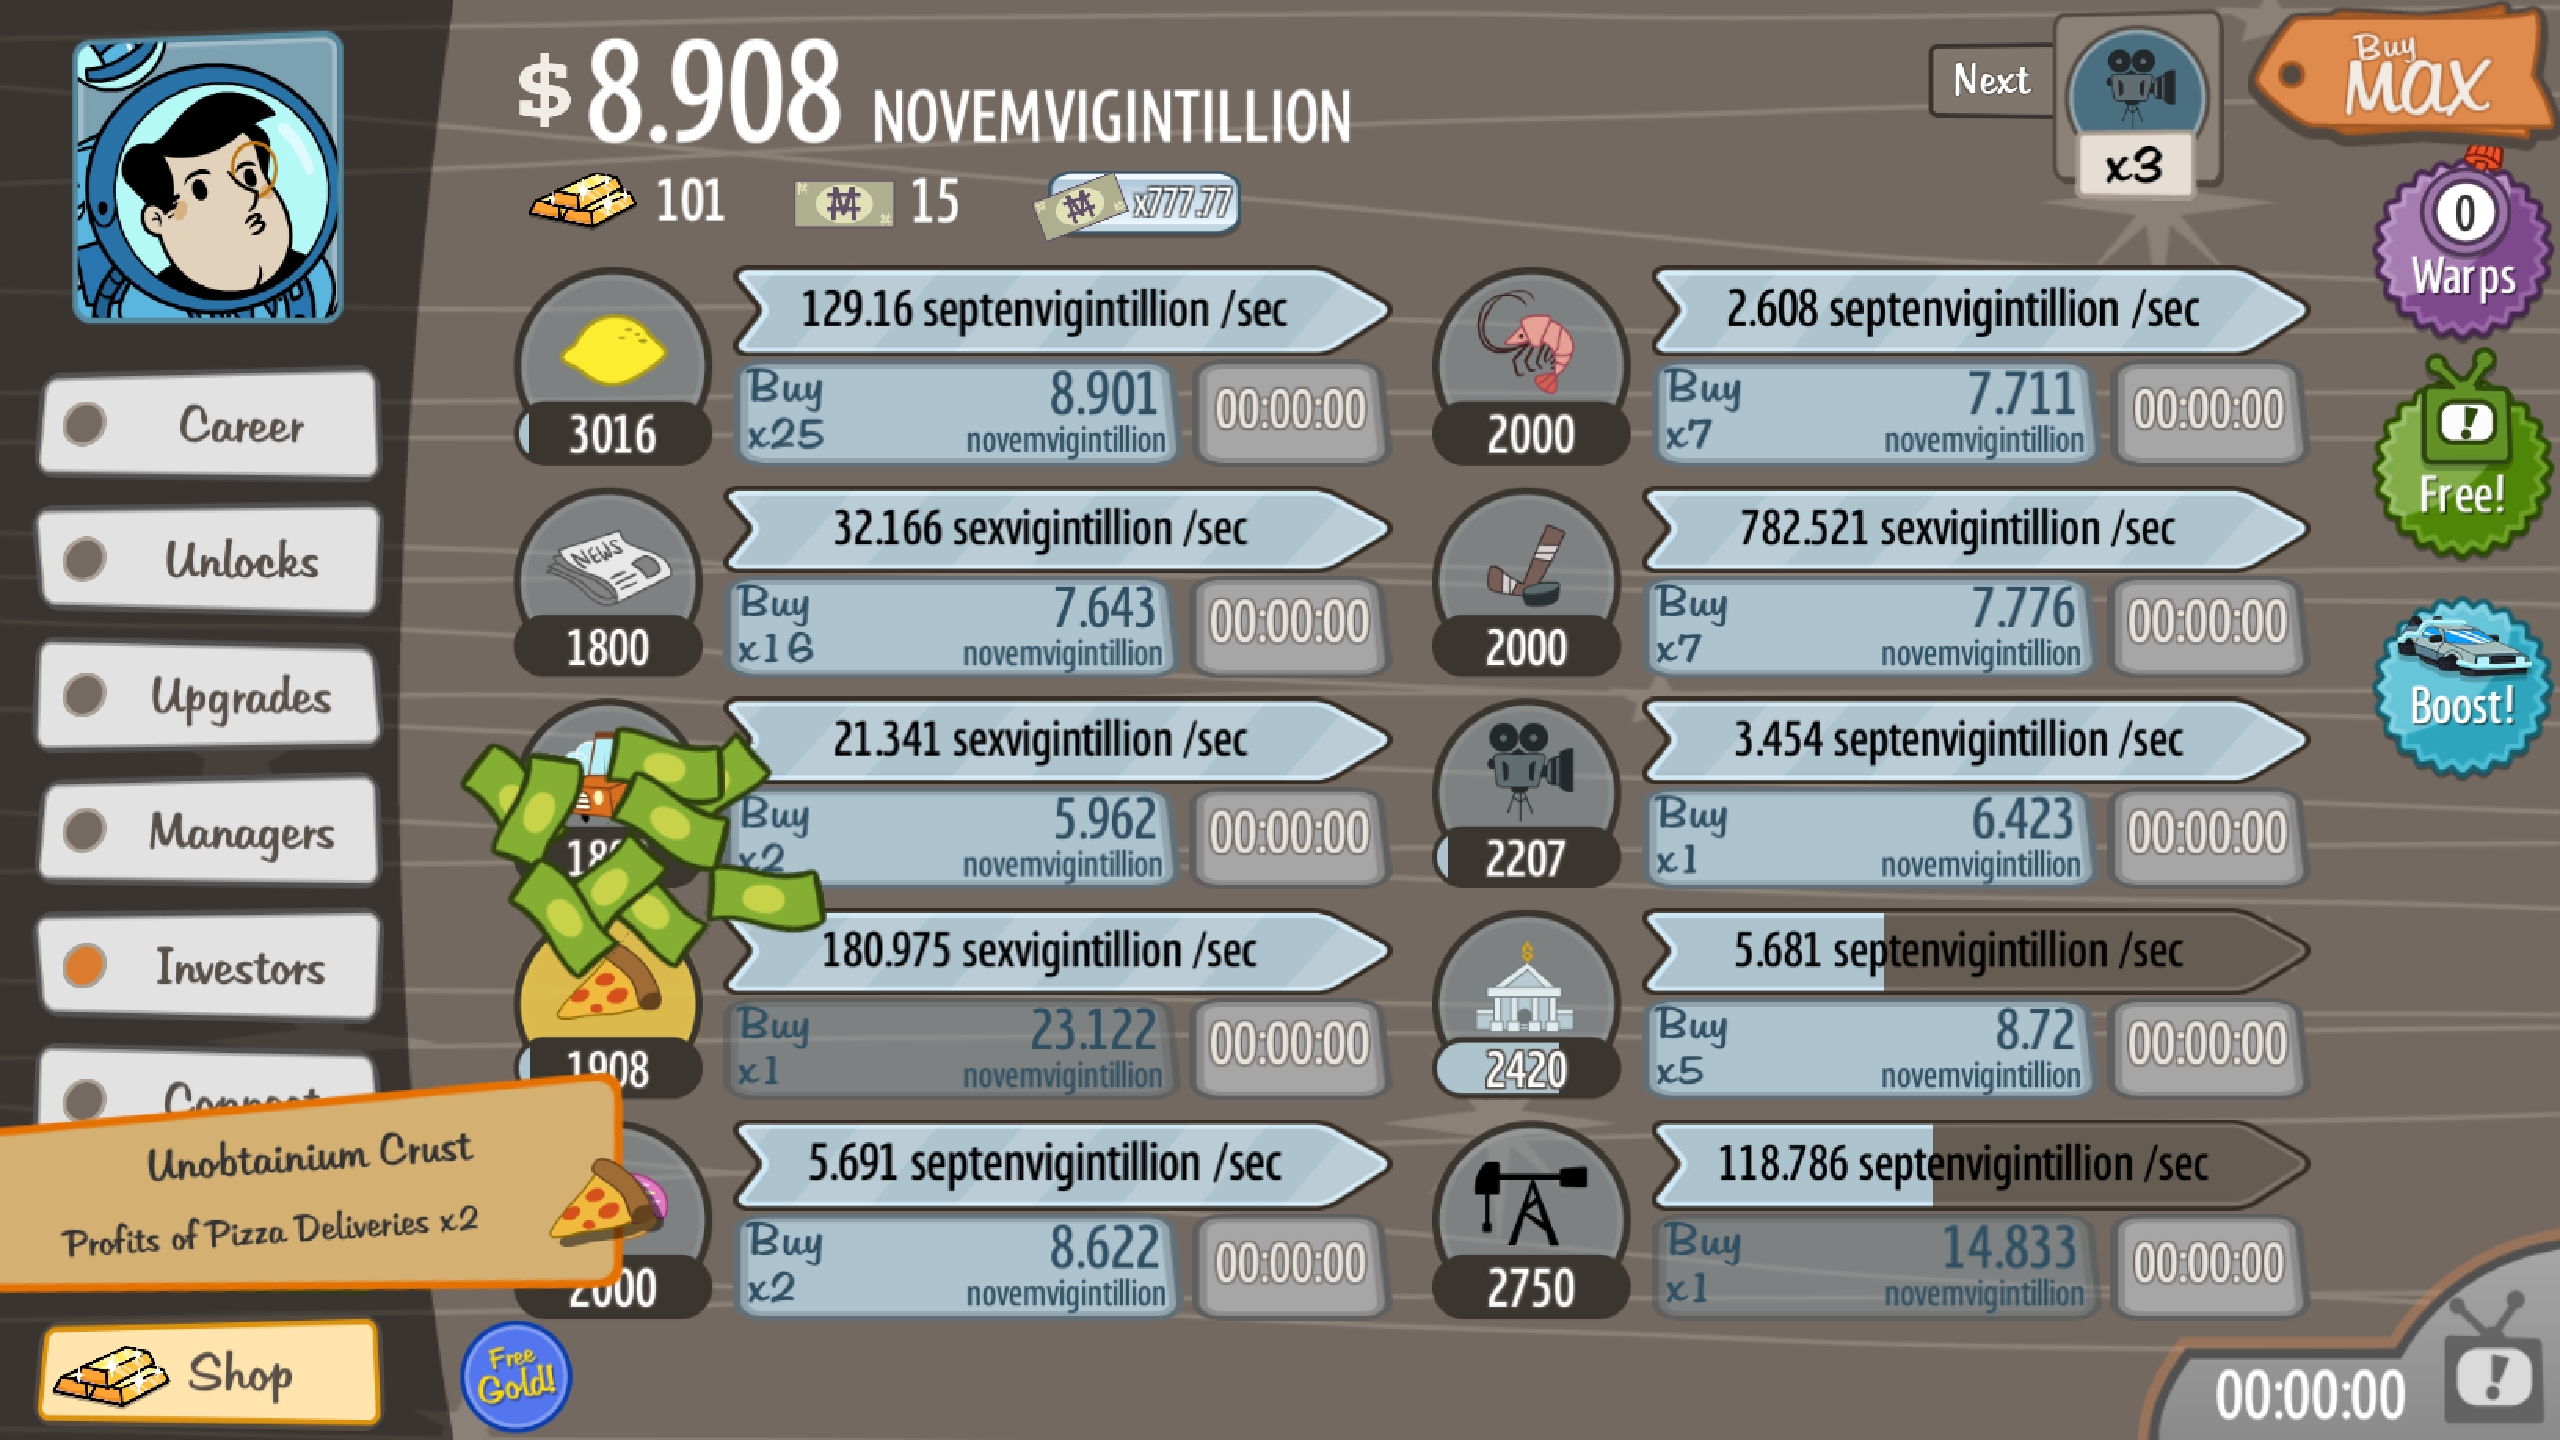 $8.908 NOVEMVIGINTILLION
Next
x3
Buy
MAX
101
15
x777.77
0
Warps
Free!
Boost!
Career
Unlocks
Upgrades
Managers
Investors
Connect
Unobtainium Crust
Profits of Pizza Deliveries x2
Shop
Free
Gold!
129.16 septenvigintillion /sec
3016
Buy
x25
8.901
novemvigintillion
00:00:00
NEWS
32.166 sexvigintillion /sec
1800
Buy
x16
7.643
novemvigintillion
00:00:00
21.341 sexvigintillion /sec
Buy
x2
5.962
novemvigintillion
00:00:00
180.975 sexvigintillion /sec
1908
Buy
x1
23.122
novemvigintillion
00:00:00
5.691 septenvigintillion /sec
2000
Buy
x2
8.622
novemvigintillion
00:00:00
2.608 septenvigintillion /sec
2000
Buy
x7
7.711
novemvigintillion
00:00:00
782.521 sexvigintillion /sec
2000
Buy
x7
7.776
novemvigintillion
00:00:00
3.454 septenvigintillion /sec
2207
Buy
x1
6.423
novemvigintillion
00:00:00
5.681 septenvigintillion /sec
2420
Buy
x5
8.72
novemvigintillion
00:00:00
118.786 septenvigintillion /sec
2750
Buy
x1
14.833
novemvigintillion
00:00:00
00:00:00